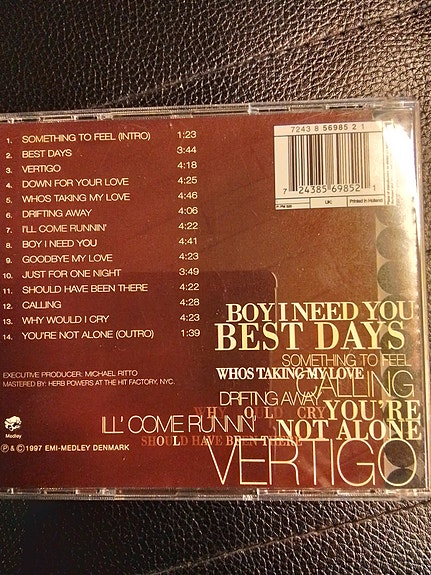 1. SOMETHING TO FEEL (INTRO) 1:23
2. BEST DAYS 3:44
3. VERTIGO 4:18
4. DOWN FOR YOUR LOVE 4:25
5. WHOS TAKING MY LOVE 4:46
6. DRIFTING AWAY 4:06
7. I'LL COME RUNNIN' 4:22
8. BOY I NEED YOU 4:41
9. GOODBYE MY LOVE 4:23
10. JUST FOR ONE NIGHT 3:49
11. SHOULD HAVE BEEN THERE 4:22
12. CALLING 4:28
13. WHY WOULD I CRY 4:23
14. YOU'RE NOT ALONE (OUTRO) 1:39
EXECUTIVE PRODUCER: MICHAEL RITTO
MASTERED BY: HERB POWERS AT THE HIT FACTORY, NYC.
Medley
℗ & © 1997 EMI-MEDLEY DENMARK
7243 8 56985 2 1
7 24385 69852 1
UK:
Printed in Holland
BOY I NEED YOU
BEST DAYS
SOMETHING TO FEEL
WHOS TAKING MY LOVE
CALLING
DRIFTING AWAY
WHY WOULD I CRY
YOU'RE
ILL' COME RUNNIN'
NOT ALONE
SHOULD HAVE BEEN THERE
VERTIGO